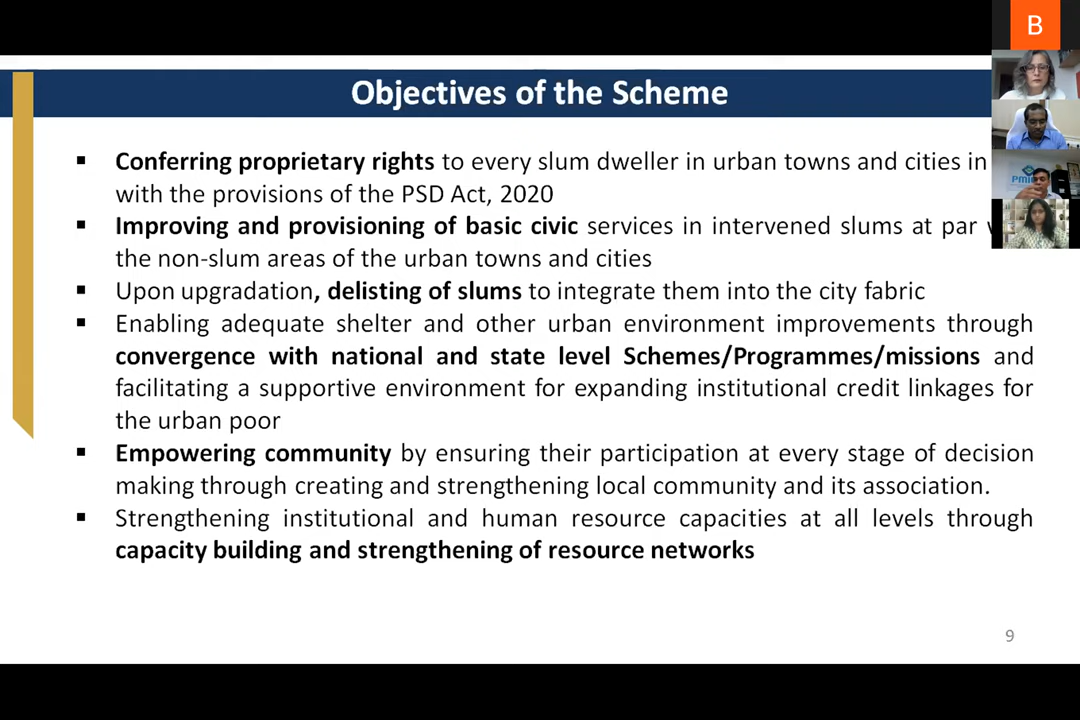 B
Objectives of the Scheme
▪ Conferring proprietary rights to every slum dweller in urban towns and cities in
with the provisions of the PSD Act, 2020
▪ Improving and provisioning of basic civic services in intervened slums at par
the non-slum areas of the urban towns and cities
▪ Upon upgradation, delisting of slums to integrate them into the city fabric
▪ Enabling adequate shelter and other urban environment improvements through
convergence with national and state level Schemes/Programmes/missions and
facilitating a supportive environment for expanding institutional credit linkages for
the urban poor
▪ Empowering community by ensuring their participation at every stage of decision
making through creating and strengthening local community and its association.
▪ Strengthening institutional and human resource capacities at all levels through
capacity building and strengthening of resource networks
9